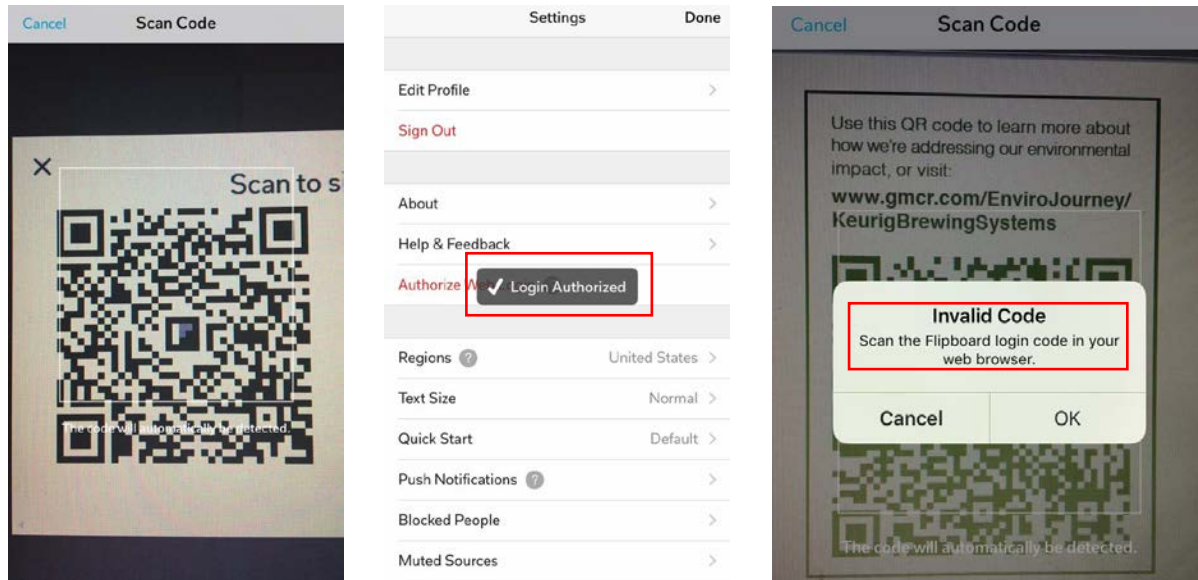 Cancel Scan Code
Scan to s
The code will automatically be detected.
Settings Done
Edit Profile
Sign Out
About
Help & Feedback
Authorize
Login Authorized
Regions ? United States
Text Size Normal
Quick Start Default
Push Notifications ?
Blocked People
Muted Sources
Cancel Scan Code
Use this QR code to learn more about
how we're addressing our environmental
impact, or visit:
www.gmcr.com/EnviroJourney/
KeurigBrewingSystems
Invalid Code
Scan the Flipboard login code in your
web browser.
Cancel OK
The code will automatically be detected.